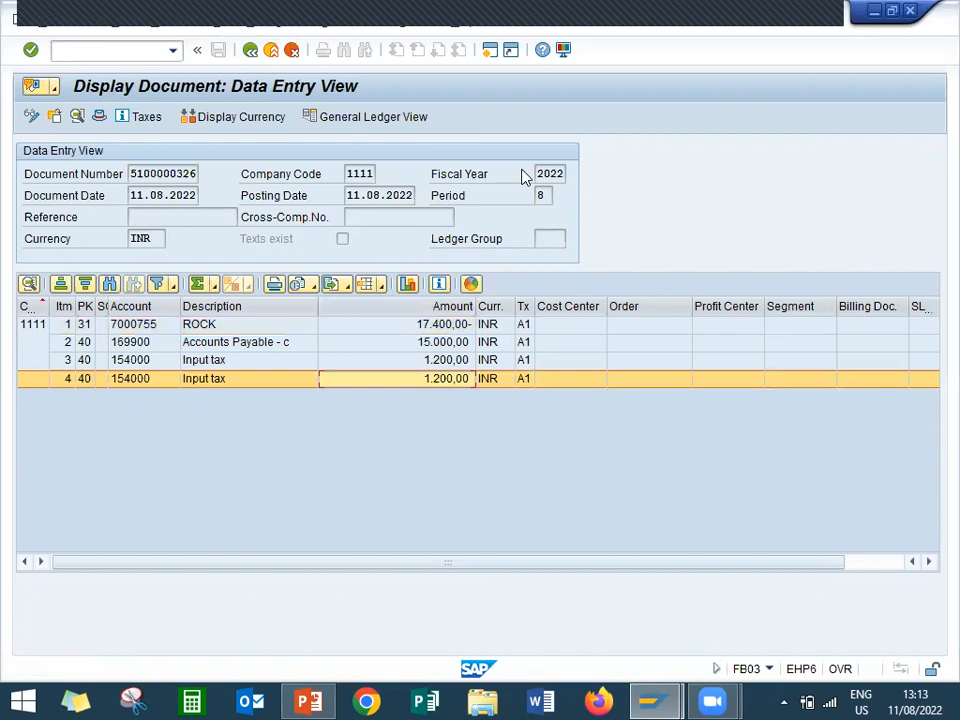 Display Document: Data Entry View
Taxes Display Currency General Ledger View
Data Entry View
Document Number 5100000326 Company Code 1111 Fiscal Year 2022
Document Date 11.08.2022 Posting Date 11.08.2022 Period 8
Reference Cross-Comp.No.
Currency INR Texts exist Ledger Group
C... Itm PK SG Account Description Amount Curr. Tx Cost Center Order Profit Center Segment Billing Doc. SL...
1111 1 31 7000755 ROCK 17.400,00- INR A1
2 40 169900 Accounts Payable - c 15.000,00 INR A1
3 40 154000 Input tax 1.200,00 INR A1
4 40 154000 Input tax 1.200,00 INR A1
SAP
FB03 EHP6 OVR
ENG 13:13
US 11/08/2022